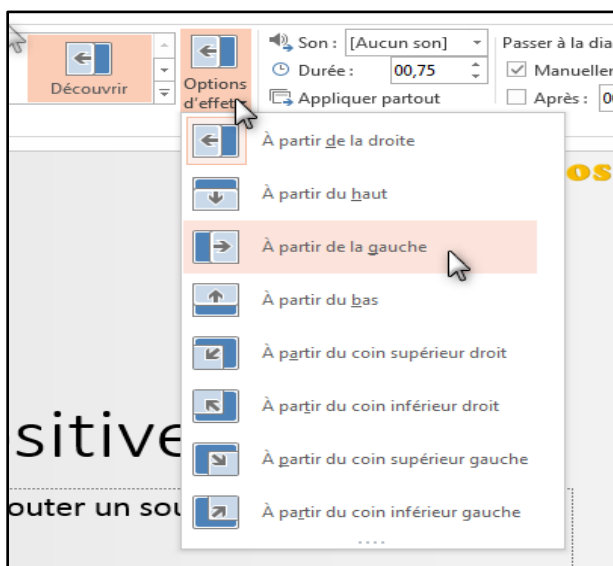 Découvrir
Options
d'effet
Son : [Aucun son]
Durée : 00,75
Appliquer partout
Passer à la dia
Manueller
Après : 0
À partir de la droite
À partir du haut
À partir de la gauche
À partir du bas
À partir du coin supérieur droit
À partir du coin inférieur droit
À partir du coin supérieur gauche
À partir du coin inférieur gauche
os
sitive
outer un sou